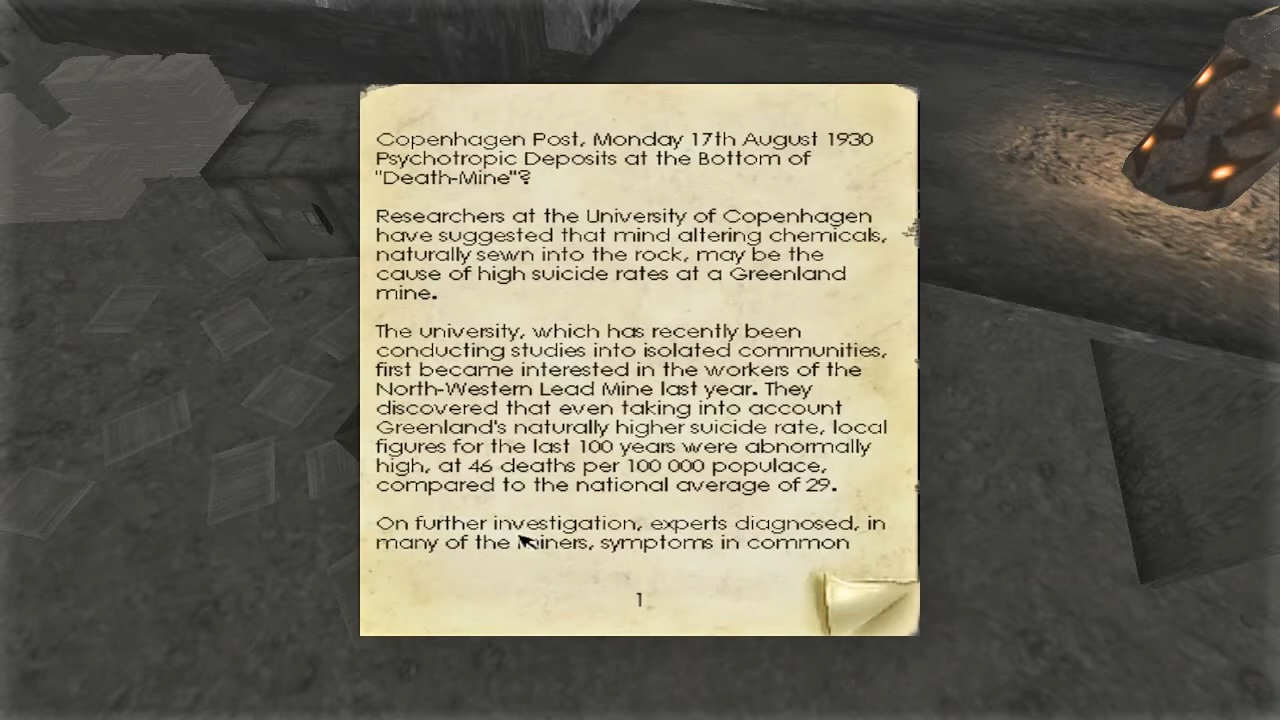 Copenhagen Post, Monday 17th August 1930
Psychotropic Deposits at the Bottom of
"Death-Mine"?
Researchers at the University of Copenhagen
have suggested that mind altering chemicals,
naturally sewn into the rock, may be the
cause of high suicide rates at a Greenland
mine.
The university, which has recently been
conducting studies into isolated communities,
first became interested in the workers of the
North-Western Lead Mine last year. They
discovered that even taking into account
Greenland's naturally higher suicide rate, local
figures for the last 100 years were abnormally
high, at 46 deaths per 100 000 populace,
compared to the national average of 29.
On further investigation, experts diagnosed, in
many of the miners, symptoms in common
1